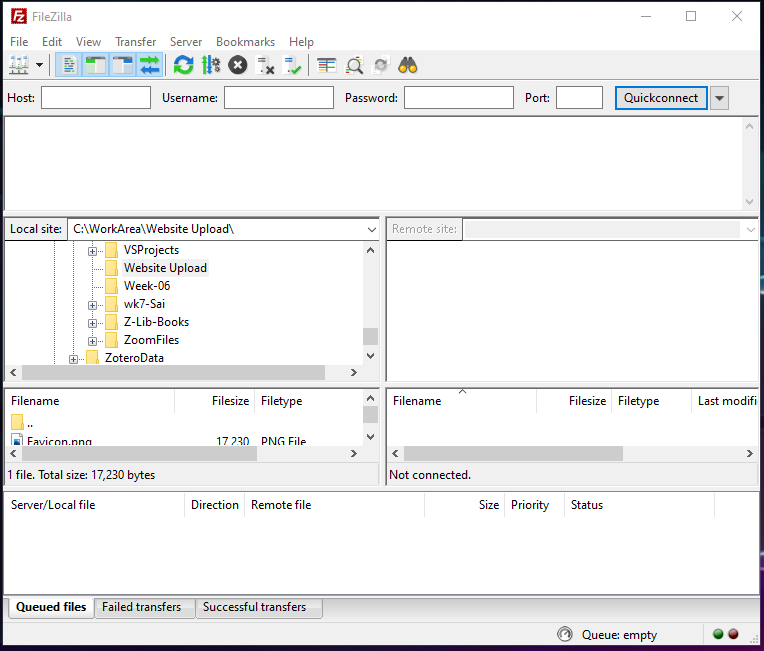 FileZilla
File Edit View Transfer Server Bookmarks Help
Host: Username: Password: Port: Quickconnect
Local site: C:\WorkArea\Website Upload\ Remote site:
VSProjects
Website Upload
Week-06
wk7-Sai
Z-Lib-Books
ZoomFiles
ZoteroData
Filename Filesize Filetype Filename Filesize Filetype Last modifi
..
Favicon.png 17,230 PNG File
1 file. Total size: 17,230 bytes Not connected.
Server/Local file Direction Remote file Size Priority Status
Queued files Failed transfers Successful transfers
Queue: empty